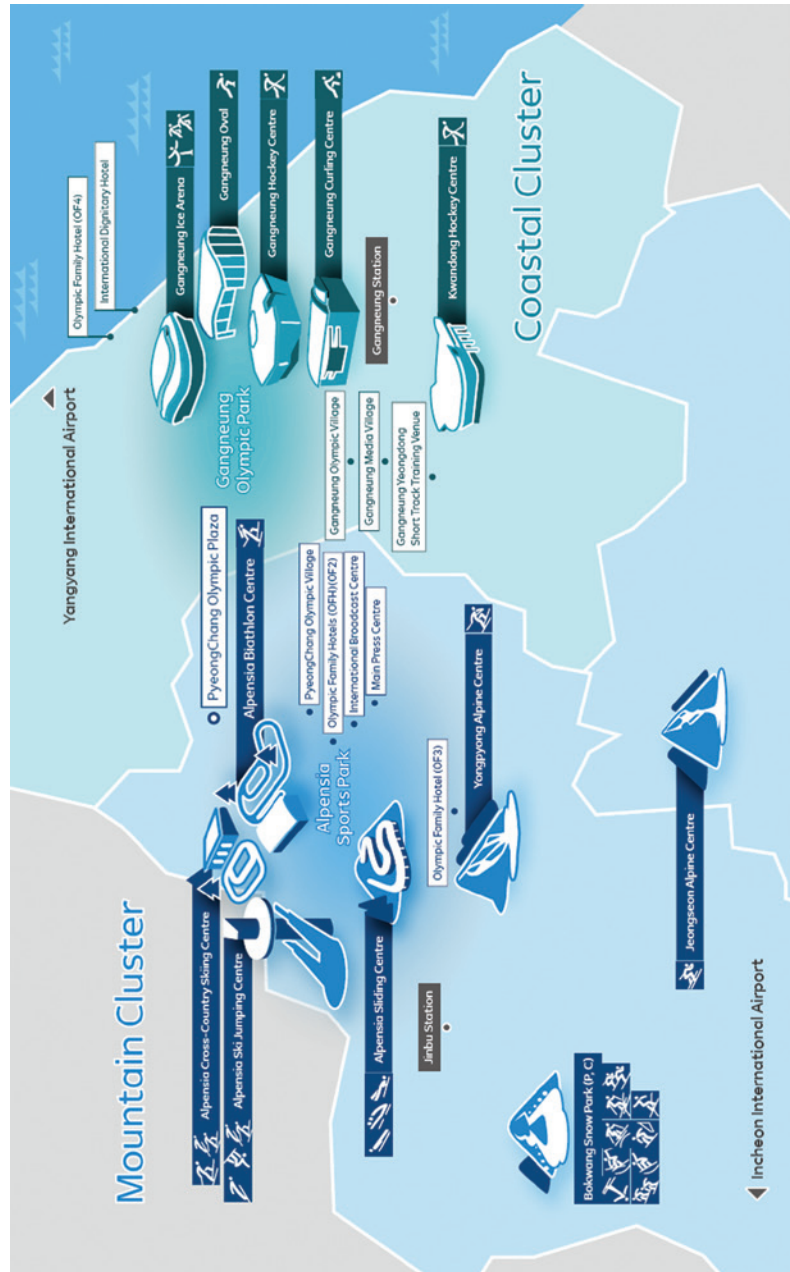 Mountain Cluster
Coastal Cluster
Yangyang International Airport
Incheon International Airport
Olympic Family Hotel (OF4)
International Dignitary Hotel
Gangneung Ice Arena
Gangneung Oval
Gangneung Hockey Centre
Gangneung Curling Centre
Gangneung Station
Kwandong Hockey Centre
Gangneung
Olympic Park
Gangneung Olympic Village
Gangneung Media Village
Gangneung Yeongdong
Short Track Training Venue
PyeongChang Olympic Plaza
Alpensia Biathlon Centre
PyeongChang Olympic Village
Olympic Family Hotels (OFH)(OF2)
International Broadcast Centre
Main Press Centre
Alpensia
Sports Park
Alpensia Cross-Country Skiing Centre
Alpensia Ski Jumping Centre
Alpensia Sliding Centre
Olympic Family Hotel (OF3)
Yongpyong Alpine Centre
Jinbu Station
Jeongseon Alpine Centre
Bokwang Snow Park (P, C)